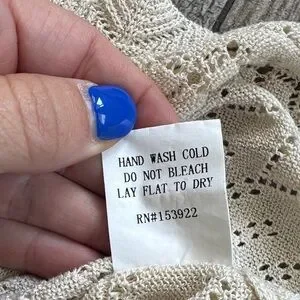 HAND WASH COLD
DO NOT BLEACH
LAY FLAT TO DRY
RN#153922